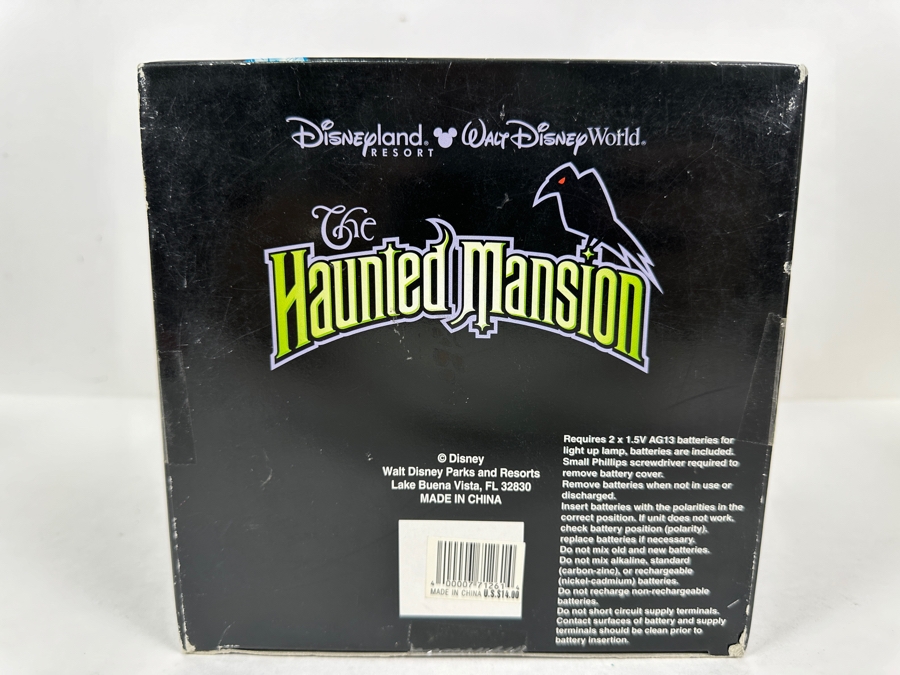 Disneyland® Walt Disney World®
RESORT
The
Haunted Mansion
© Disney
Walt Disney Parks and Resorts
Lake Buena Vista, FL 32830
MADE IN CHINA
4 00007 71261 4
MADE IN CHINA U.S.$14.00
Requires 2 x 1.5V AG13 batteries for
light up lamp, batteries are included.
Small Phillips screwdriver required to
remove battery cover.
Remove batteries when not in use or
discharged.
Insert batteries with the polarities in the
correct position. If unit does not work,
check battery position (polarity).
replace batteries if necessary.
Do not mix old and new batteries.
Do not mix alkaline, standard
(carbon-zinc), or rechargeable
(nickel-cadmium) batteries.
Do not recharge non-rechargeable
batteries.
Do not short circuit supply terminals.
Contact surfaces of battery and supply
terminals should be clean prior to
battery insertion.